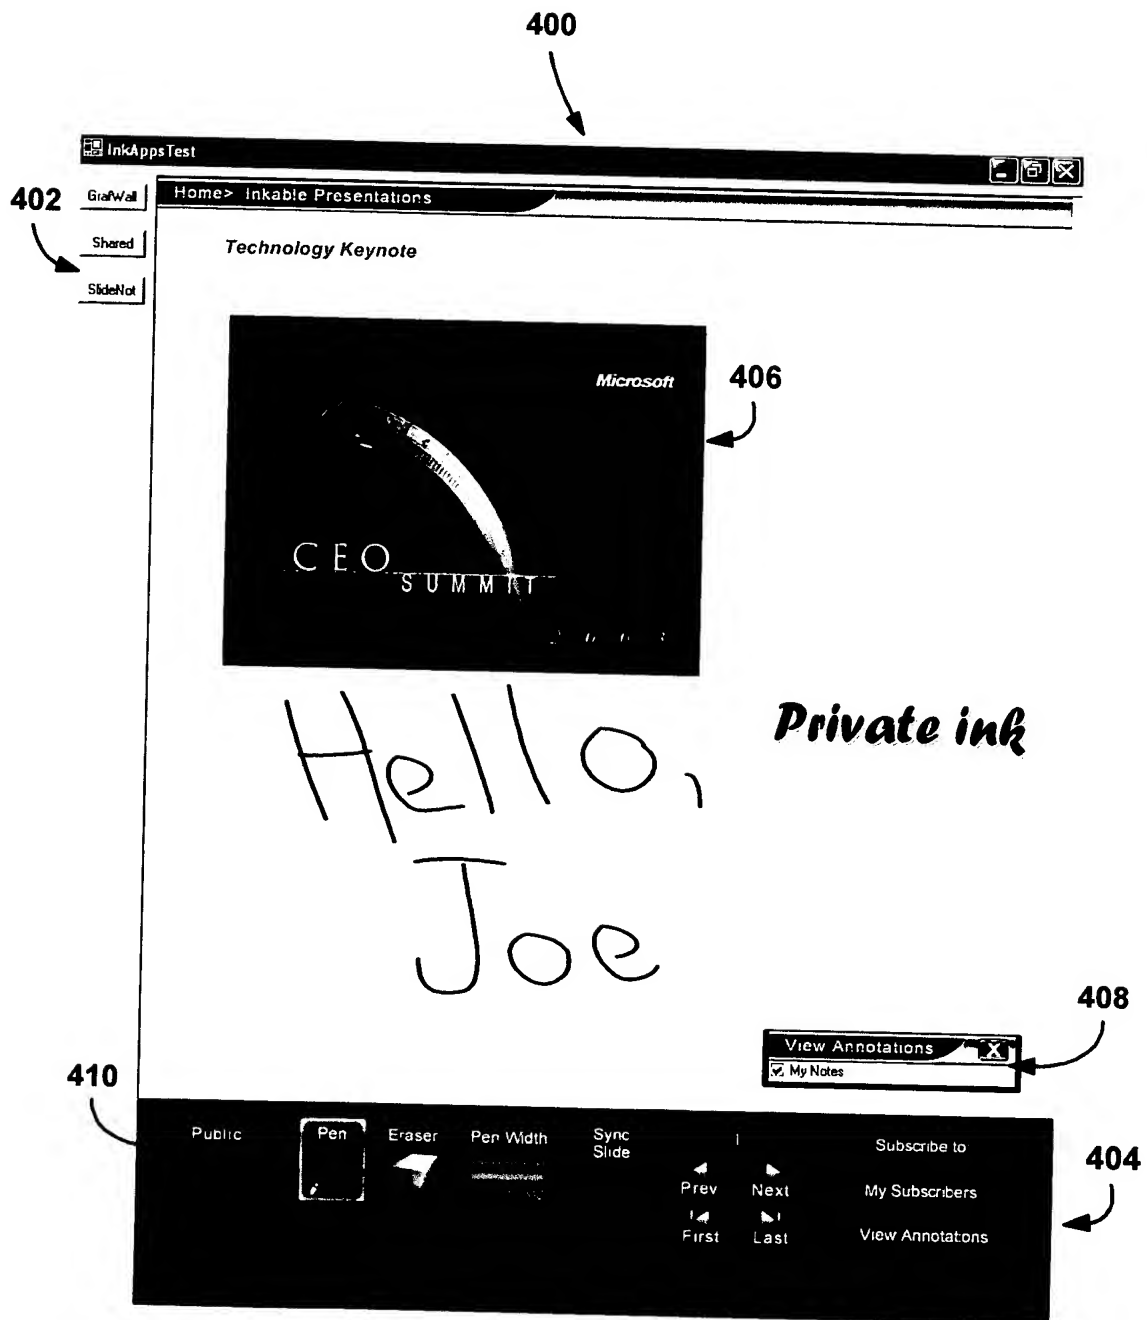 400
InkAppsTest
402
GrafWall
Home> Inkable Presentations
Shared
Technology Keynote
SlideNot
Microsoft
406
CEO
SUMMIT
2003
Private ink
Hello,
Joe
408
View Annotations X
My Notes
410
Public Pen Eraser Pen Width Sync Slide
Subscribe to
404
Prev Next
My Subscribers
First Last
View Annotations